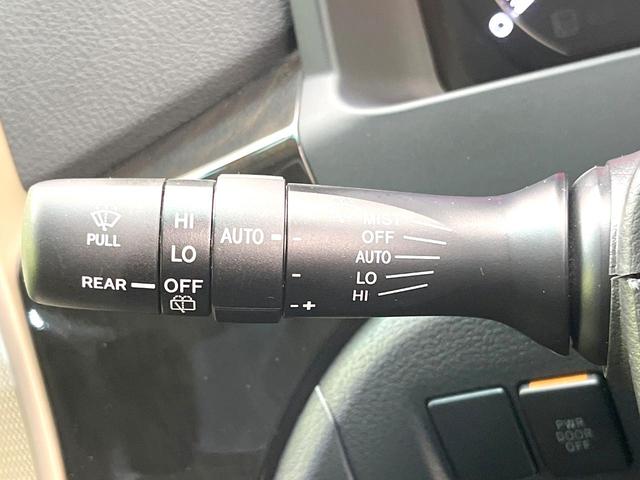 PULL
REAR
HI
LO
OFF
AUTO
-
-
-+
MIST
OFF
AUTO
LO
HI
PWR
DOOR
OFF